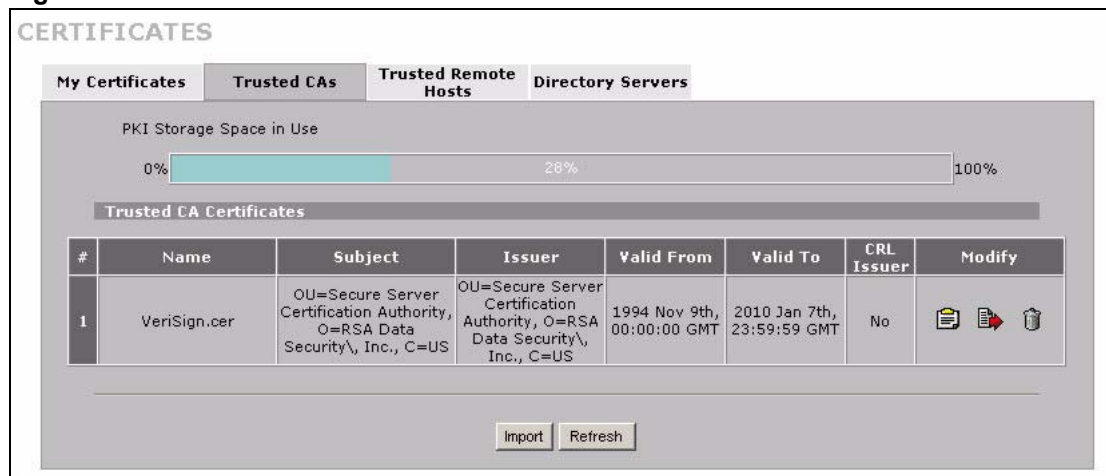 CERTIFICATES
My Certificates
Trusted CAs
Trusted Remote
Hosts
Directory Servers
PKI Storage Space in Use
0%
28%
100%
Trusted CA Certificates
#
Name
Subject
Issuer
Valid From
Valid To
CRL
Issuer
Modify
1
VeriSign.cer
OU=Secure Server
Certification Authority,
O=RSA Data
Security\, Inc., C=US
OU=Secure Server
Certification
Authority, O=RSA
Data Security\,
Inc., C=US
1994 Nov 9th,
00:00:00 GMT
2010 Jan 7th,
23:59:59 GMT
No
Import
Refresh